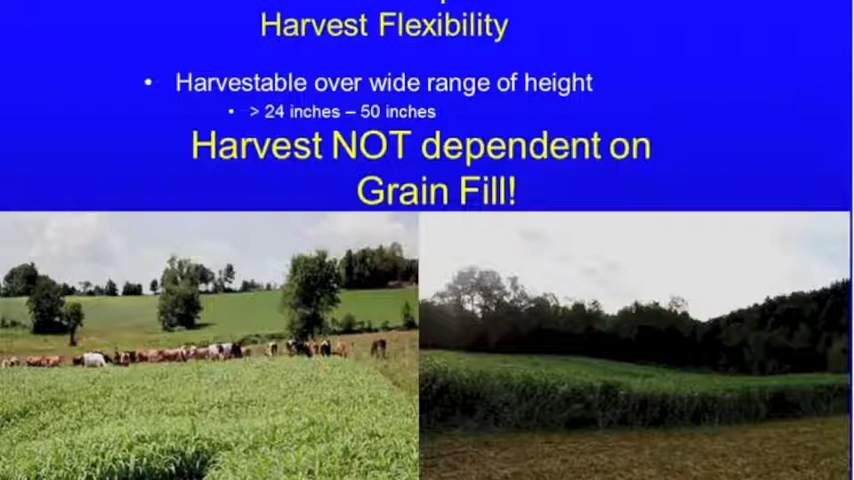 Harvest Flexibility
• Harvestable over wide range of height
• > 24 inches – 50 inches
Harvest NOT dependent on
Grain Fill!